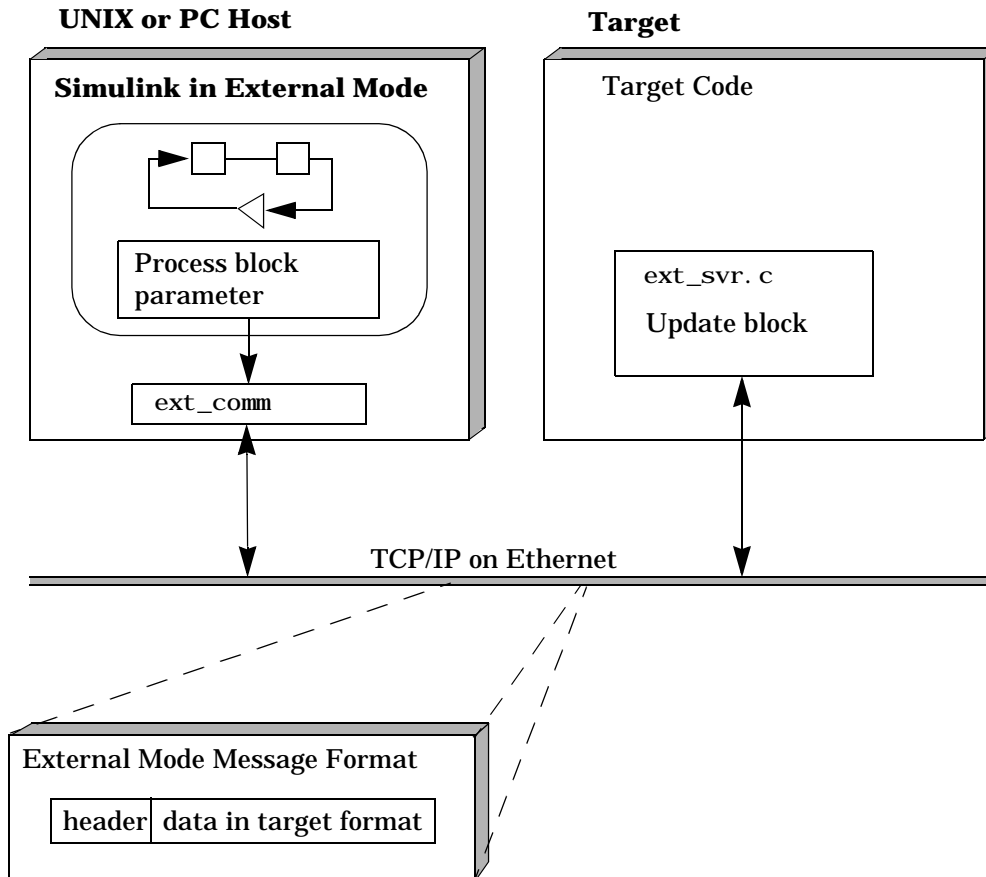 UNIX or PC Host
Target
Simulink in External Mode
Target Code
Process block
parameter
ext_svr.c
Update block
ext_comm
TCP/IP on Ethernet
External Mode Message Format
header data in target format